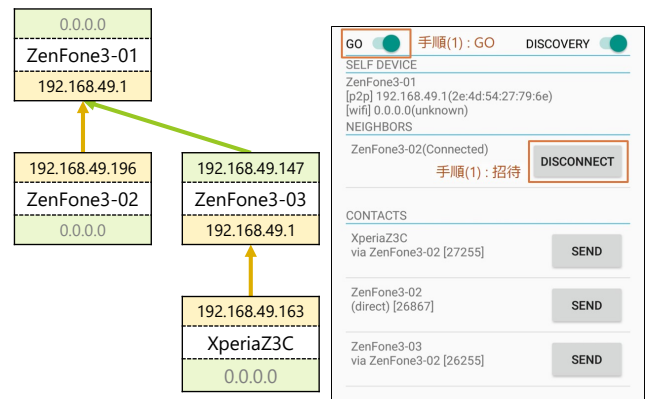 0.0.0.0
ZenFone3-01
192.168.49.1
192.168.49.196
ZenFone3-02
0.0.0.0
192.168.49.147
ZenFone3-03
192.168.49.1
192.168.49.163
XperiaZ3C
0.0.0.0
GO 手順(1) : GO DISCOVERY
SELF DEVICE
ZenFone3-01
[p2p] 192.168.49.1(2e:4d:54:27:79:6e)
[wifi] 0.0.0.0(unknown)
NEIGHBORS
ZenFone3-02(Connected)
DISCONNECT
手順(1) : 招待
CONTACTS
XperiaZ3C
via ZenFone3-02 [27255]
SEND
ZenFone3-02
(direct) [26867]
SEND
ZenFone3-03
via ZenFone3-02 [26255]
SEND